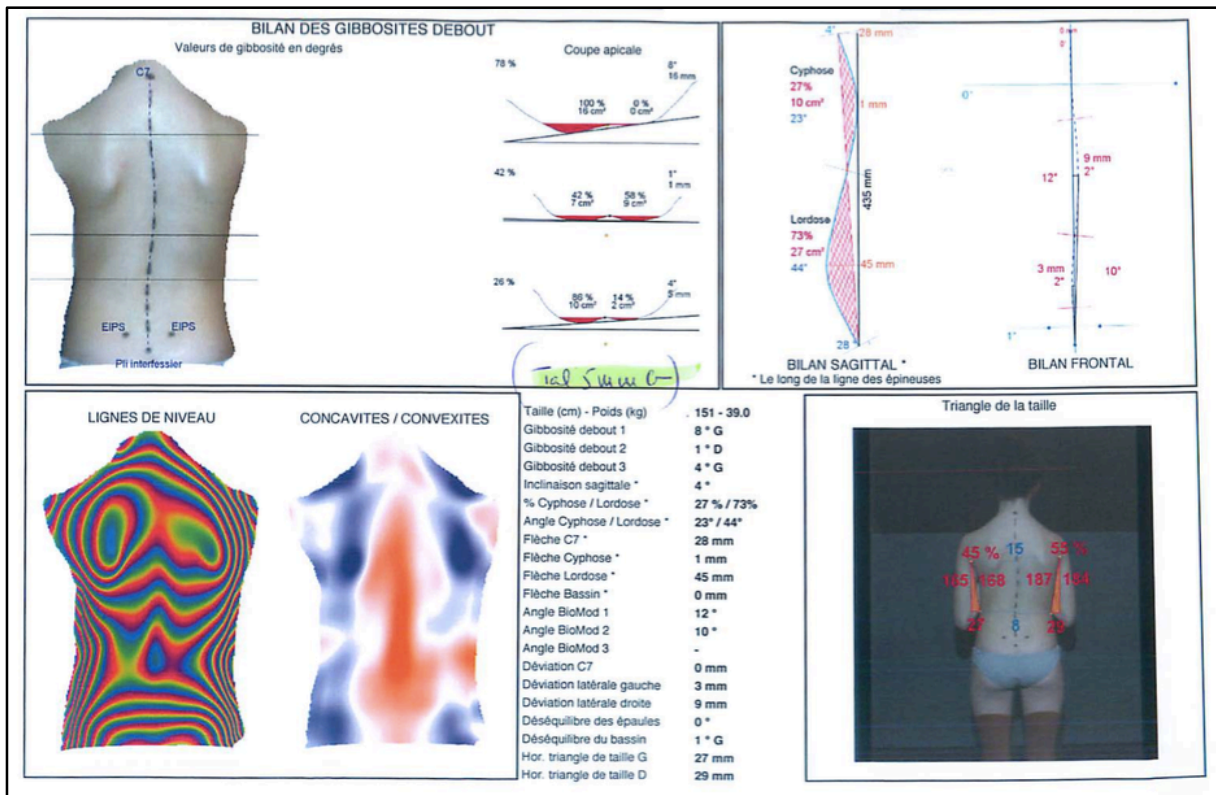 BILAN DES GIBBOSITES DEBOUT
Valeurs de gibbosité en degrés
Coupe apicale
C7
EIPS
EIPS
Pli interfessier
78 %
8°
16 mm
100 %
0 %
16 cm²
0 cm²
42 %
1°
1 mm
42 %
58 %
7 cm²
9 cm²
26 %
4°
5 mm
86 %
14 %
10 cm²
2 cm²
5 mm G
4°
28 mm
Cyphose
27%
10 cm²
23°
1 mm
435 mm
Lordose
73%
27 cm²
44°
45 mm
28°
BILAN SAGITTAL *
* Le long de la ligne des épineuses
0 mm
0°
0°
9 mm
2°
12°
3 mm
2°
10°
1°
BILAN FRONTAL
LIGNES DE NIVEAU
CONCAVITES / CONVEXITES
Taille (cm) - Poids (kg) . 151 - 39.0
Gibbosité debout 1 8 ° G
Gibbosité debout 2 1 ° D
Gibbosité debout 3 4 ° G
Inclinaison sagittale * 4 °
% Cyphose / Lordose * 27 % / 73%
Angle Cyphose / Lordose * 23° / 44°
Flèche C7 * 28 mm
Flèche Cyphose * 1 mm
Flèche Lordose * 45 mm
Flèche Bassin * 0 mm
Angle BioMod 1 12 °
Angle BioMod 2 10 °
Angle BioMod 3 -
Déviation C7 0 mm
Déviation latérale gauche 3 mm
Déviation latérale droite 9 mm
Déséquilibre des épaules 0 °
Déséquilibre du bassin 1 ° G
Hor. triangle de taille G 27 mm
Hor. triangle de taille D 29 mm
Triangle de la taille
45 % 15 55 %
168 187
27 8 29